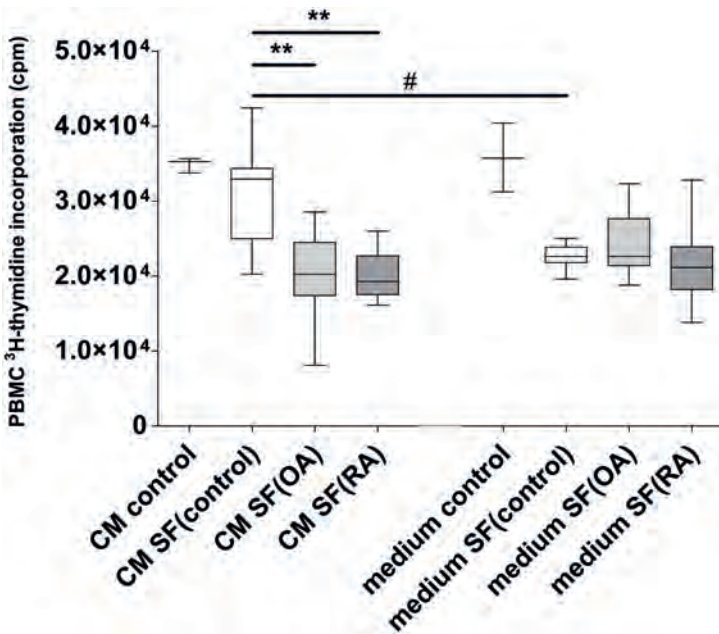 **
**
#
PBMC ³H-thymidine incorporation (cpm)
5.0×10⁴
4.0×10⁴
3.0×10⁴
2.0×10⁴
1.0×10⁴
0
CM control
CM SF(control)
CM SF(OA)
CM SF(RA)
medium control
medium SF(control)
medium SF(OA)
medium SF(RA)